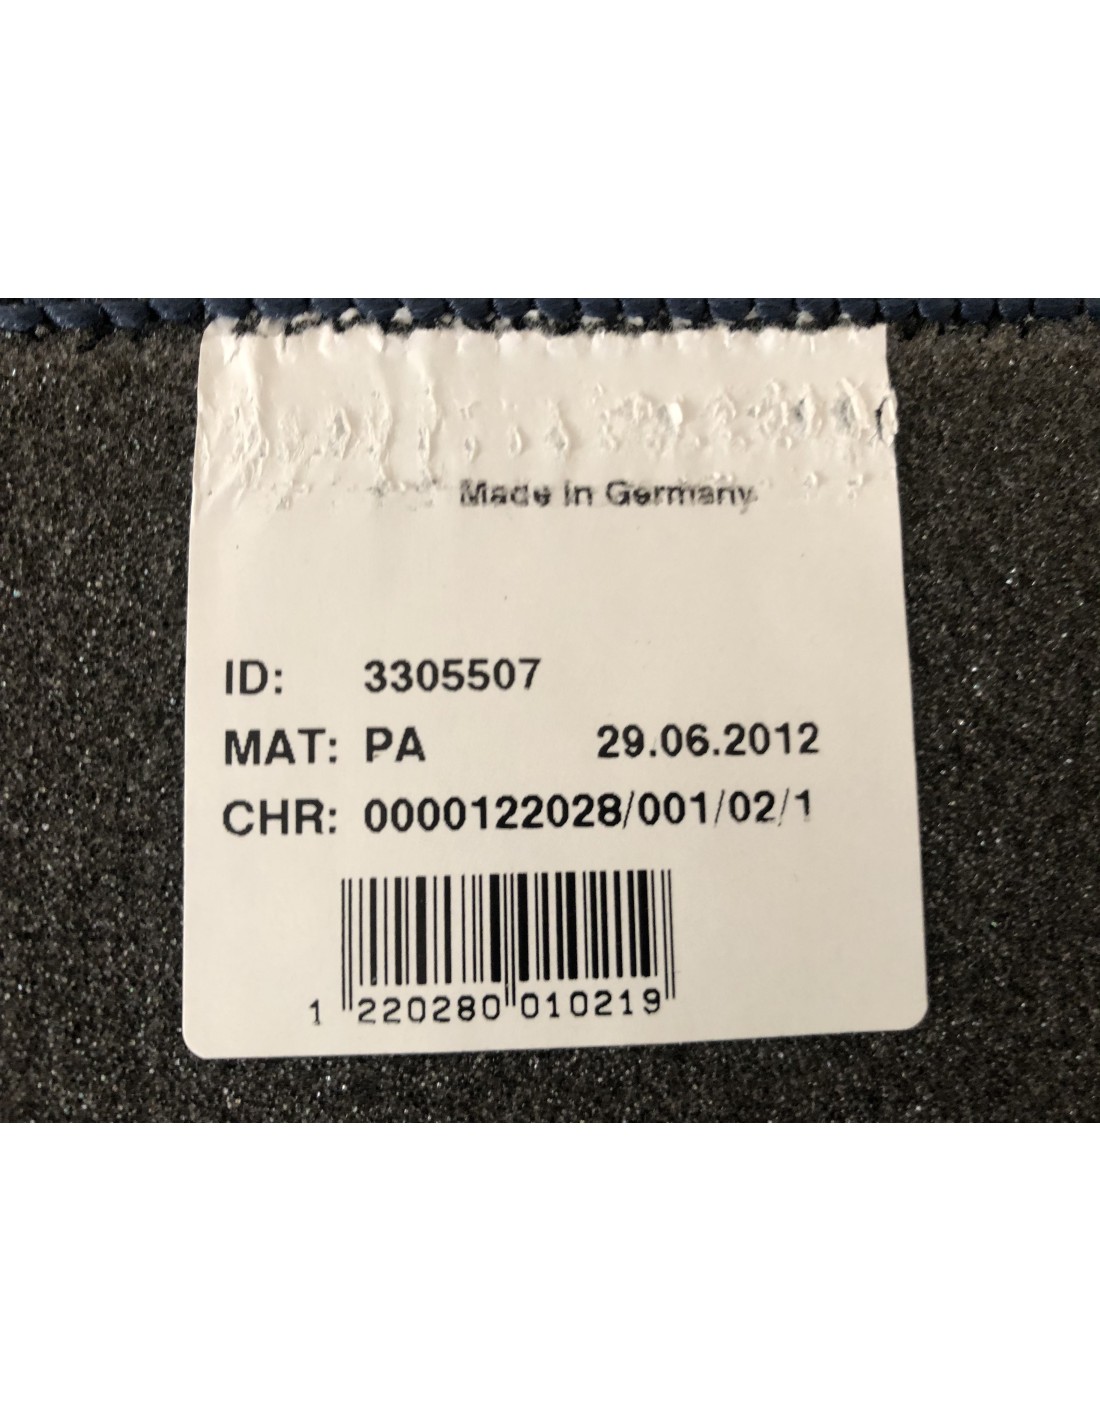 Made in Germany
ID: 3305507
MAT: PA 29.06.2012
CHR: 0000122028/001/02/1
1 220280 010219